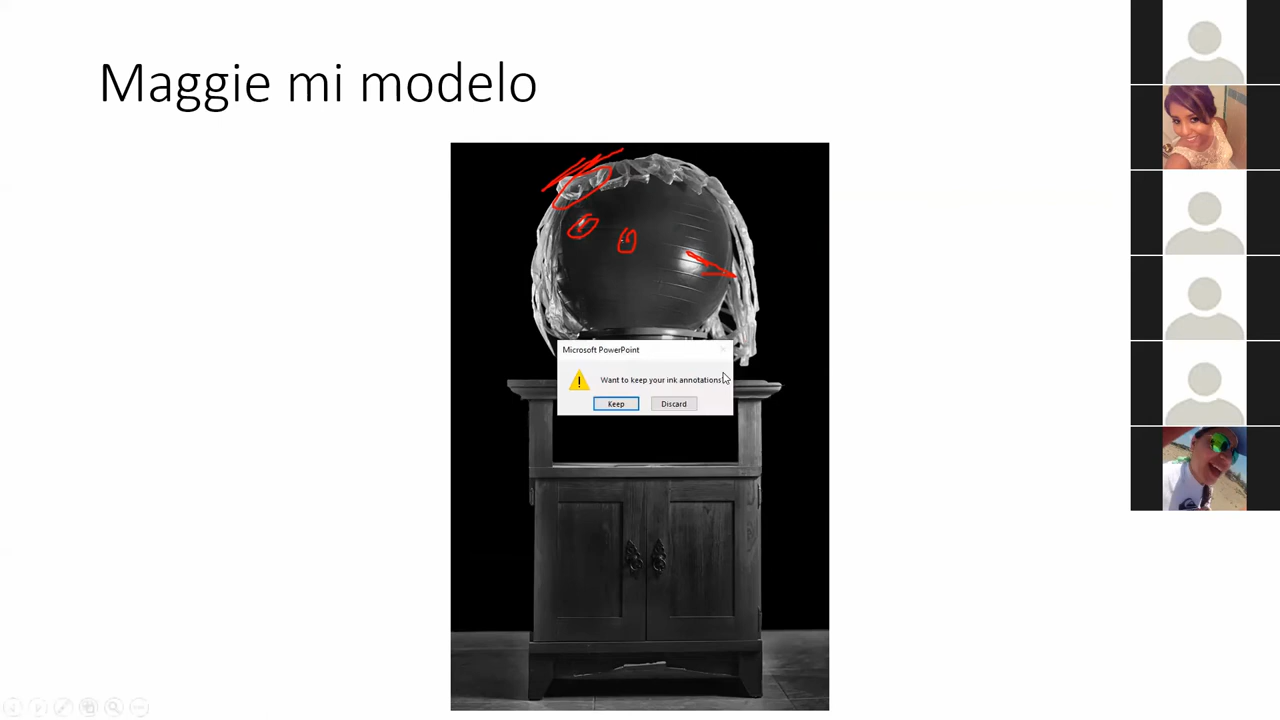 Maggie mi modelo
Microsoft PowerPoint
Want to keep your ink annotations
Keep
Discard